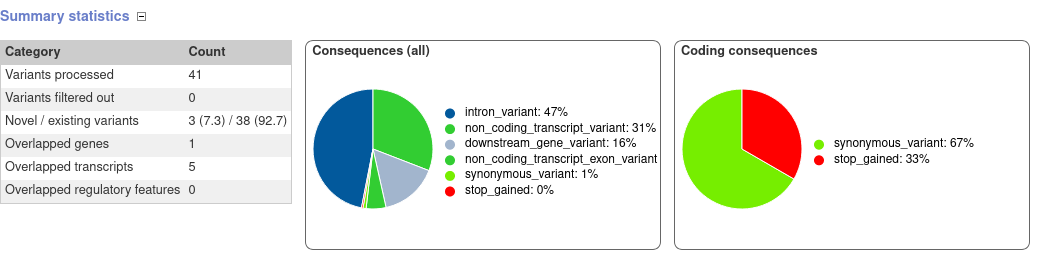 Summary statistics
Category Count
Variants processed 41
Variants filtered out 0
Novel / existing variants 3 (7.3) / 38 (92.7)
Overlapped genes 1
Overlapped transcripts 5
Overlapped regulatory features 0
Consequences (all)
intron_variant: 47%
non_coding_transcript_variant: 31%
downstream_gene_variant: 16%
non_coding_transcript_exon_variant
synonymous_variant: 1%
stop_gained: 0%
Coding consequences
synonymous_variant: 67%
stop_gained: 33%